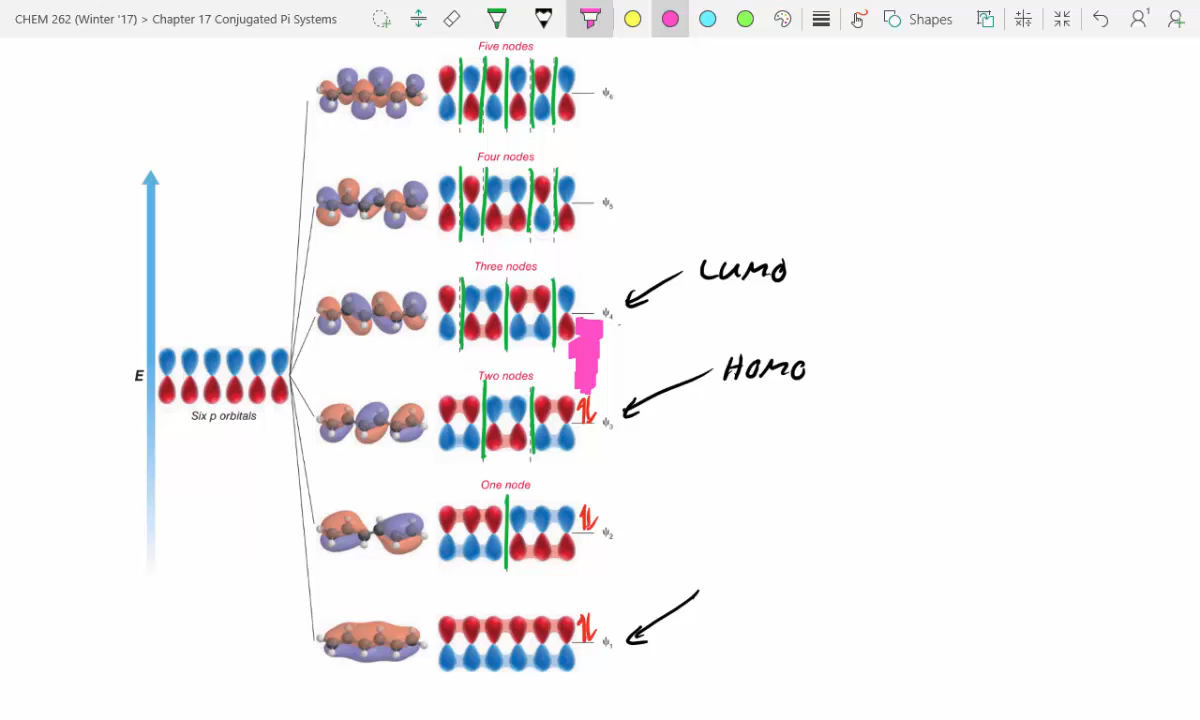 CHEM 262 (Winter '17) > Chapter 17 Conjugated Pi Systems
Shapes
Five nodes
ψ6
Four nodes
ψ5
Three nodes
LUMO
ψ4
E
Two nodes
HOMO
Six p orbitals
ψ3
One node
ψ2
ψ1